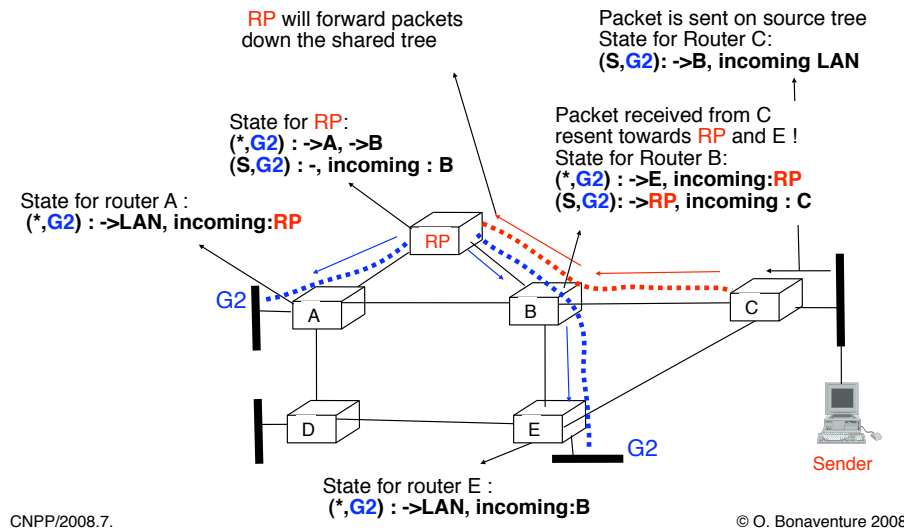 RP will forward packets
down the shared tree
Packet is sent on source tree
State for Router C:
(S,G2): ->B, incoming LAN
State for RP:
(*,G2) : ->A, ->B
(S,G2) : -, incoming : B
Packet received from C
resent towards RP and E !
State for Router B:
(*,G2) : ->E, incoming:RP
(S,G2): ->RP, incoming : C
State for router A :
(*,G2) : ->LAN, incoming:RP
RP
G2
A
B
C
D
E
G2
Sender
State for router E :
(*,G2) : ->LAN, incoming:B
CNPP/2008.7.
© O. Bonaventure 2008